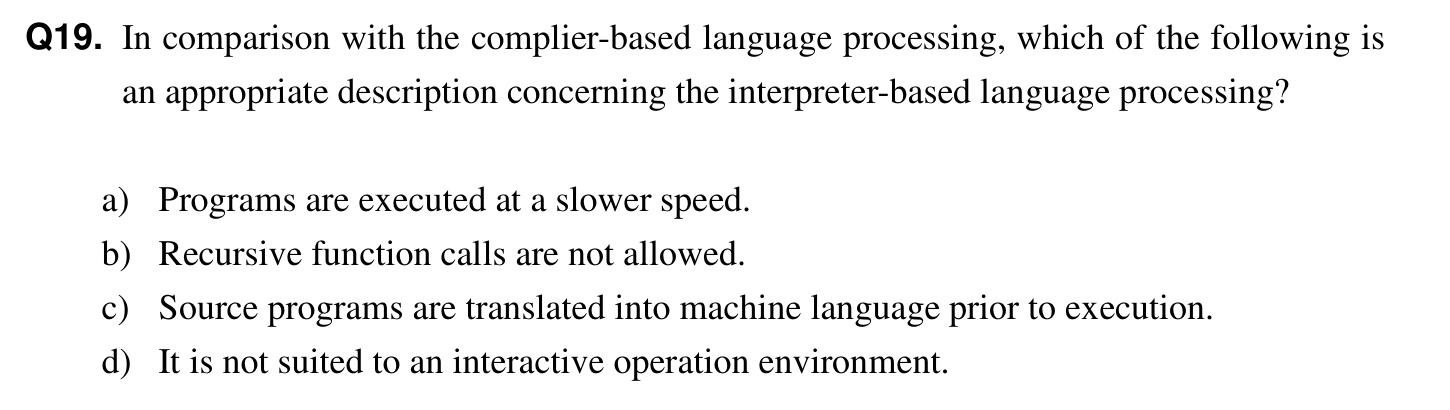 Q19. In comparison with the complier-based language processing, which of the following is
an appropriate description concerning the interpreter-based language processing?
a) Programs are executed at a slower speed.
b) Recursive function calls are not allowed.
c) Source programs are translated into machine language prior to execution.
d) It is not suited to an interactive operation environment.